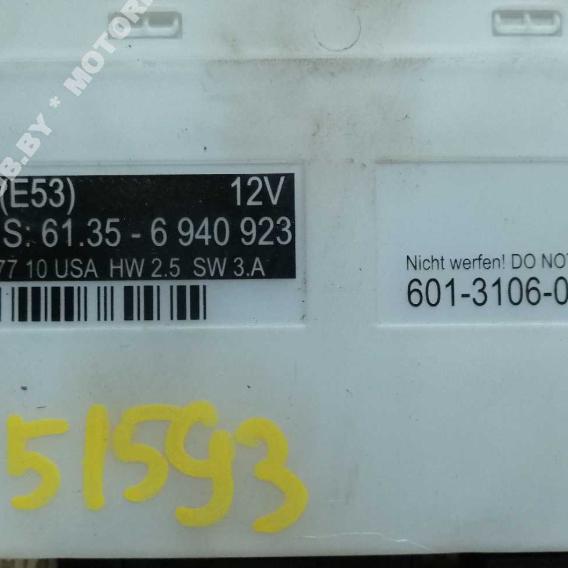 (E53) 12V
S: 61.35 - 6 940 923
77 10 USA HW 2.5 SW 3.A
Nicht werfen! DO NOT
601-3106-0
51593
B.BY * MOTOR